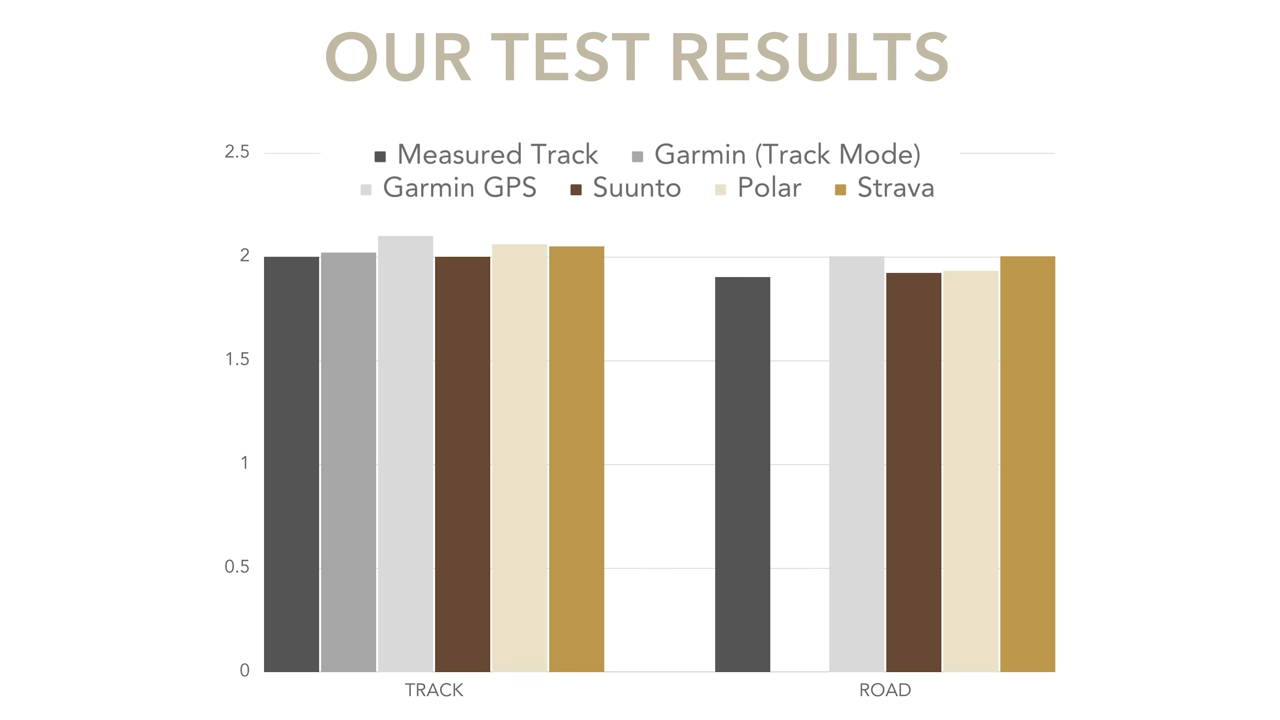 OUR TEST RESULTS
2.5
Measured Track Garmin (Track Mode)
Garmin GPS Suunto Polar Strava
2
1.5
1
0.5
0
TRACK ROAD